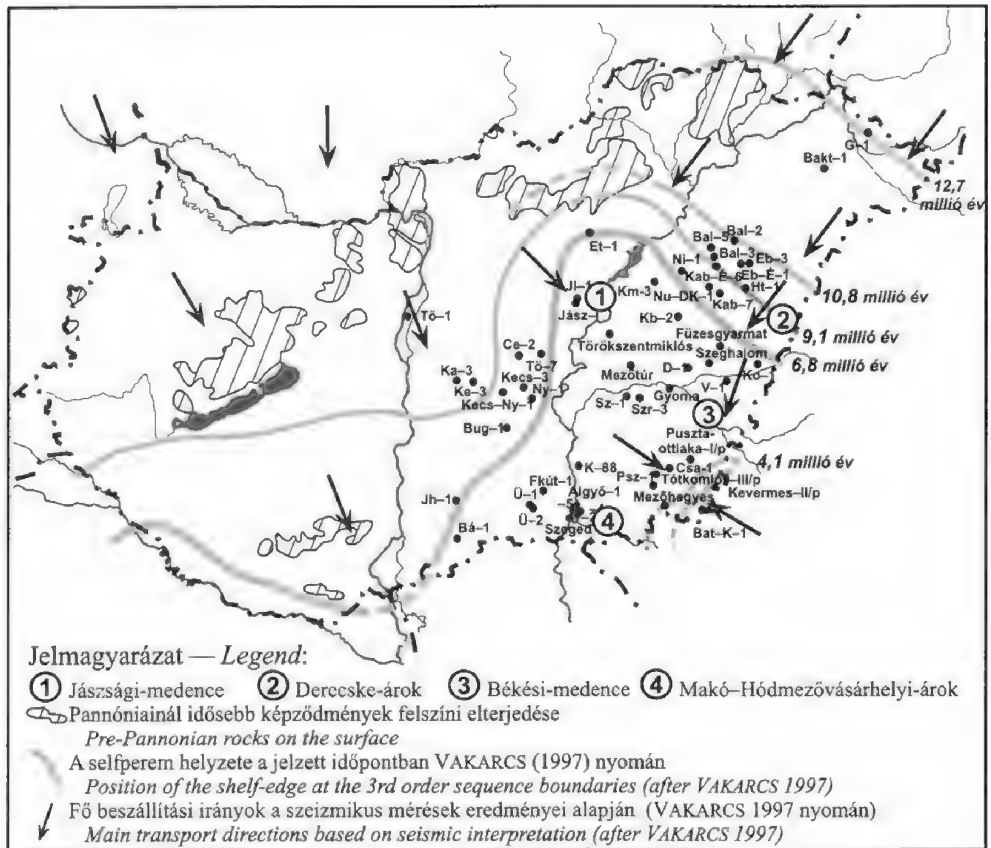 G–1
Bakt–1
12,7
millió év
Bal–2
Bal–5
Et–1
Bal–3
Eb–3
Ni–1
Kab–É–6
Eb–É–1
Jl–1
1
Km–3
Nu–DK–1
Ht–1
Jász–
Kab–7
10,8 millió év
Tö–1
Kb–2
2
Füzesgyarmat
9,1 millió év
Ce–2
Törökszentmiklós
Szeghalom
Tö–7
Mezőtúr
D–1
Kö–1
6,8 millió év
Ka–3
Kecs–3
Ke–3
Ny–1
V–1
Kecs–Ny–1
Sz–1
Gyoma
Szr–3
3
Bug–1
Puszta-
ottlaka–I/p
4,1 millió év
K–88
Csa–1
Psz–1
Tótkomlós–III/p
Fkút–1
Algyő–1
Kevermes–II/p
Jh–1
Ü–1
Mezőhegyes
Ü–2
4
Szeged
Bat–K–1
Bá–1
Jelmagyarázat — Legend:
1 Jászsági-medence 2 Derecske-árok 3 Békési-medence 4 Makó–Hódmezővásárhelyi-árok
Pannóniainál idősebb képződmények felszíni elterjedése
Pre-Pannonian rocks on the surface
A selfperem helyzete a jelzett időpontban VAKARCS (1997) nyomán
Position of the shelf-edge at the 3rd order sequence boundaries (after VAKARCS 1997)
Fő beszállítási irányok a szeizmikus mérések eredményei alapján (VAKARCS 1997 nyomán)
Main transport directions based on seismic interpretation (after VAKARCS 1997)